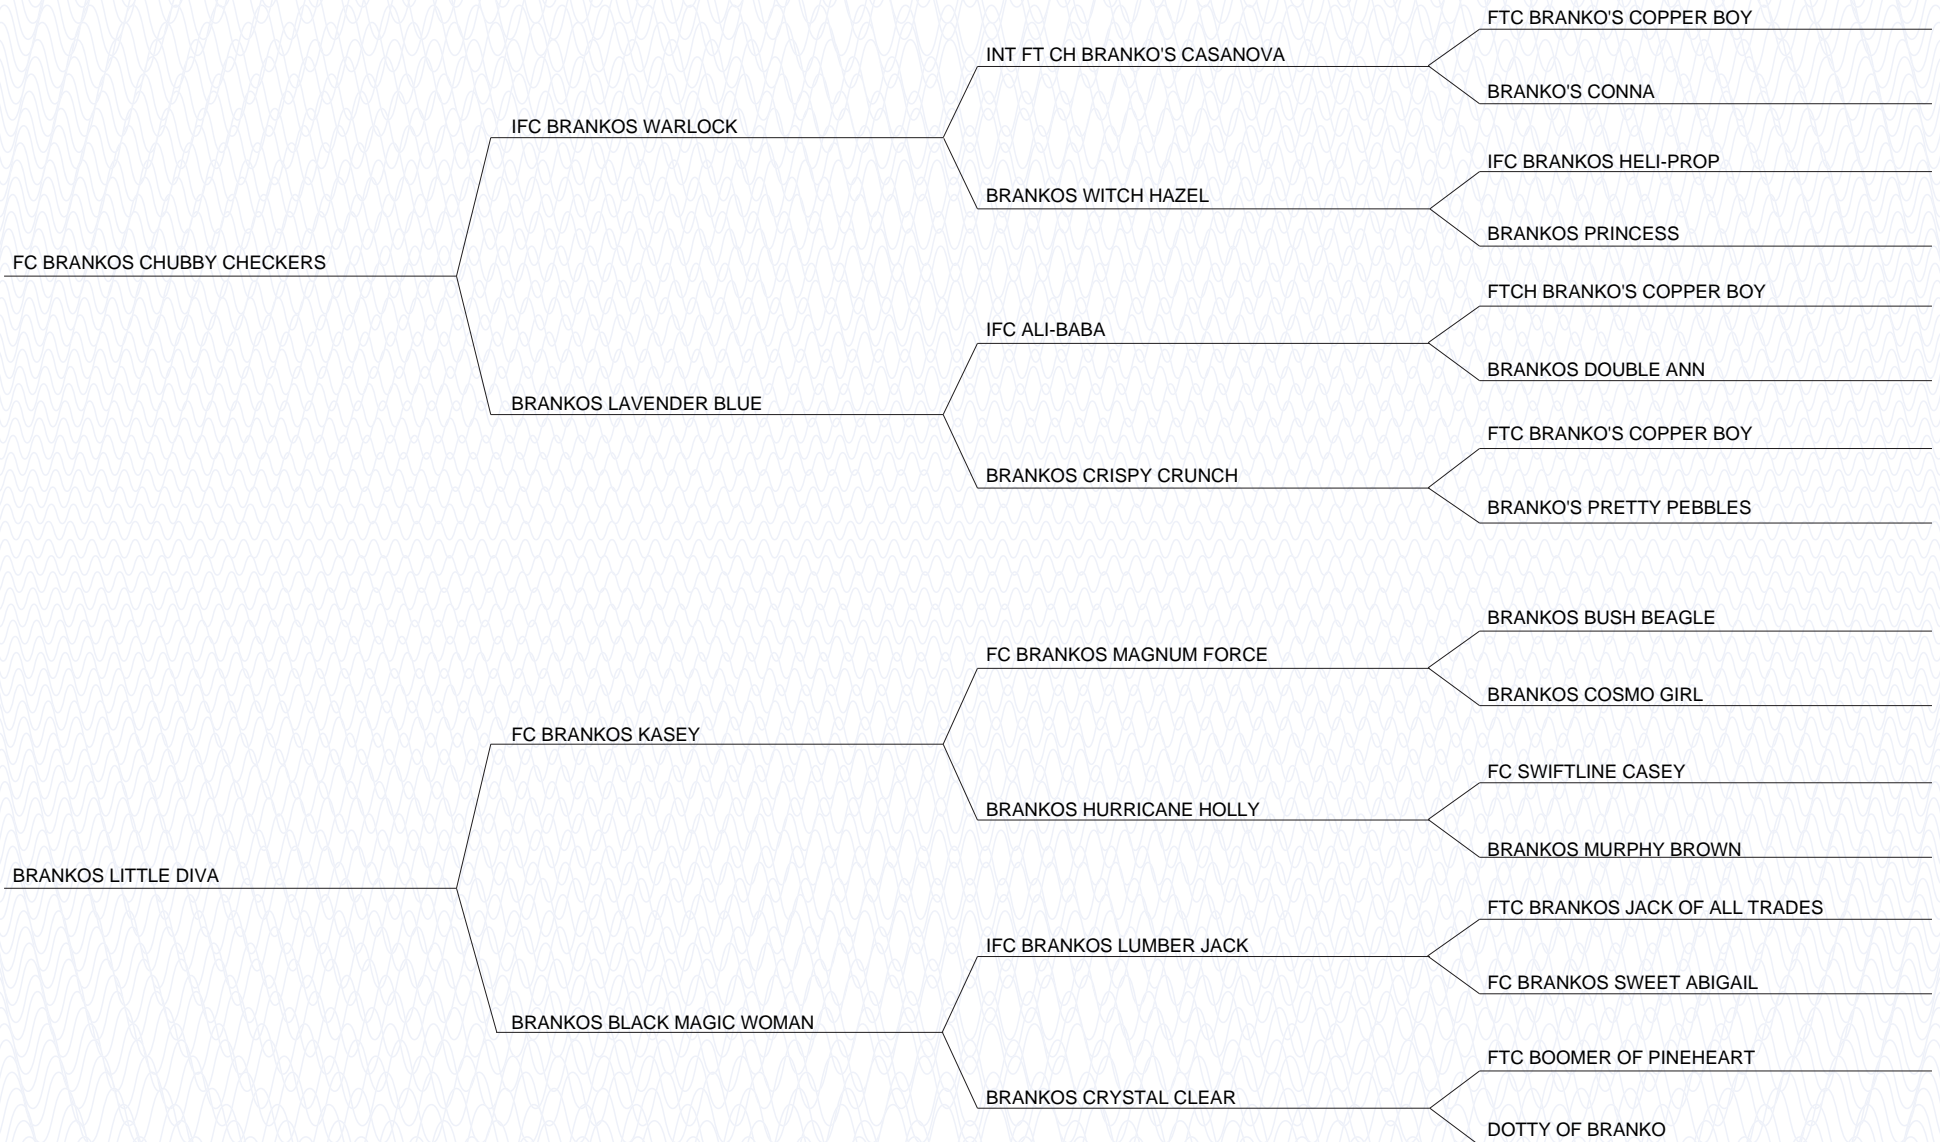 FTC BRANKO'S COPPER BOY
INT FT CH BRANKO'S CASANOVA
BRANKO'S CONNA
IFC BRANKOS WARLOCK
IFC BRANKOS HELI-PROP
BRANKOS WITCH HAZEL
BRANKOS PRINCESS
FC BRANKOS CHUBBY CHECKERS
FTCH BRANKO'S COPPER BOY
IFC ALI-BABA
BRANKOS DOUBLE ANN
BRANKOS LAVENDER BLUE
FTC BRANKO'S COPPER BOY
BRANKOS CRISPY CRUNCH
BRANKO'S PRETTY PEBBLES
BRANKOS BUSH BEAGLE
FC BRANKOS MAGNUM FORCE
BRANKOS COSMO GIRL
FC BRANKOS KASEY
FC SWIFTLINE CASEY
BRANKOS HURRICANE HOLLY
BRANKOS MURPHY BROWN
BRANKOS LITTLE DIVA
FTC BRANKOS JACK OF ALL TRADES
IFC BRANKOS LUMBER JACK
FC BRANKOS SWEET ABIGAIL
BRANKOS BLACK MAGIC WOMAN
FTC BOOMER OF PINEHEART
BRANKOS CRYSTAL CLEAR
DOTTY OF BRANKO